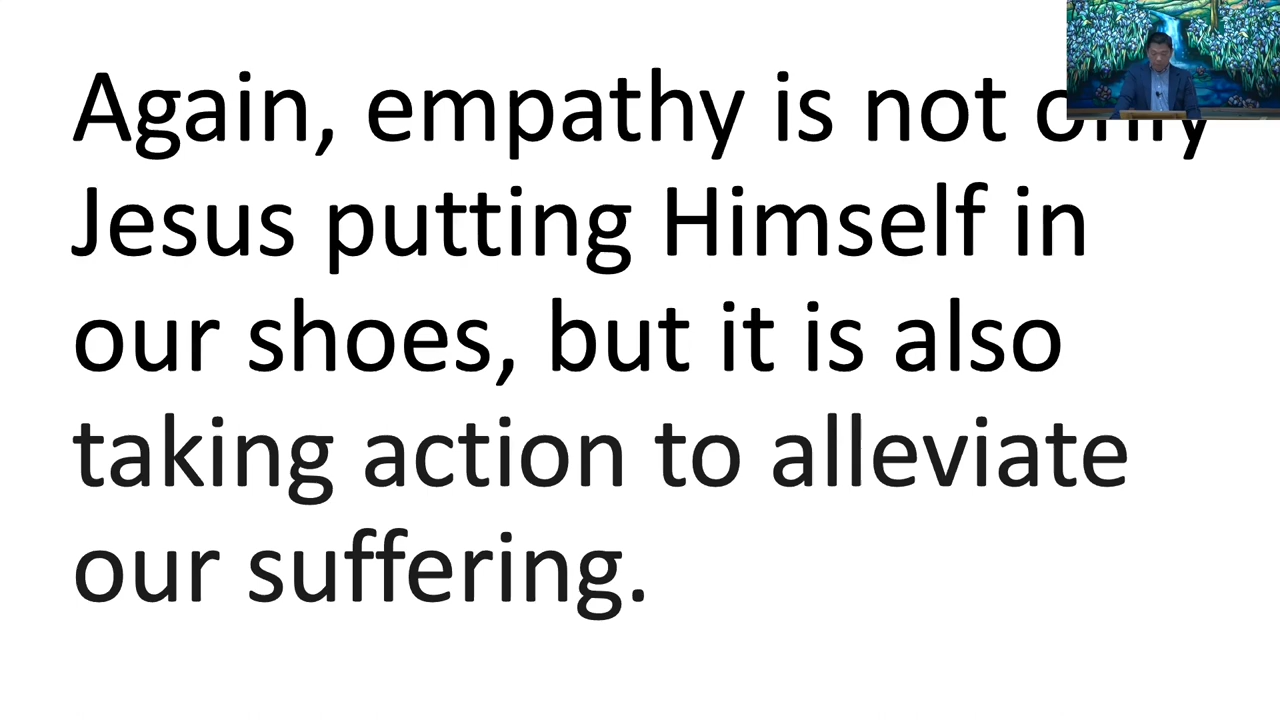 Again, empathy is not only
Jesus putting Himself in
our shoes, but it is also
taking action to alleviate
our suffering.